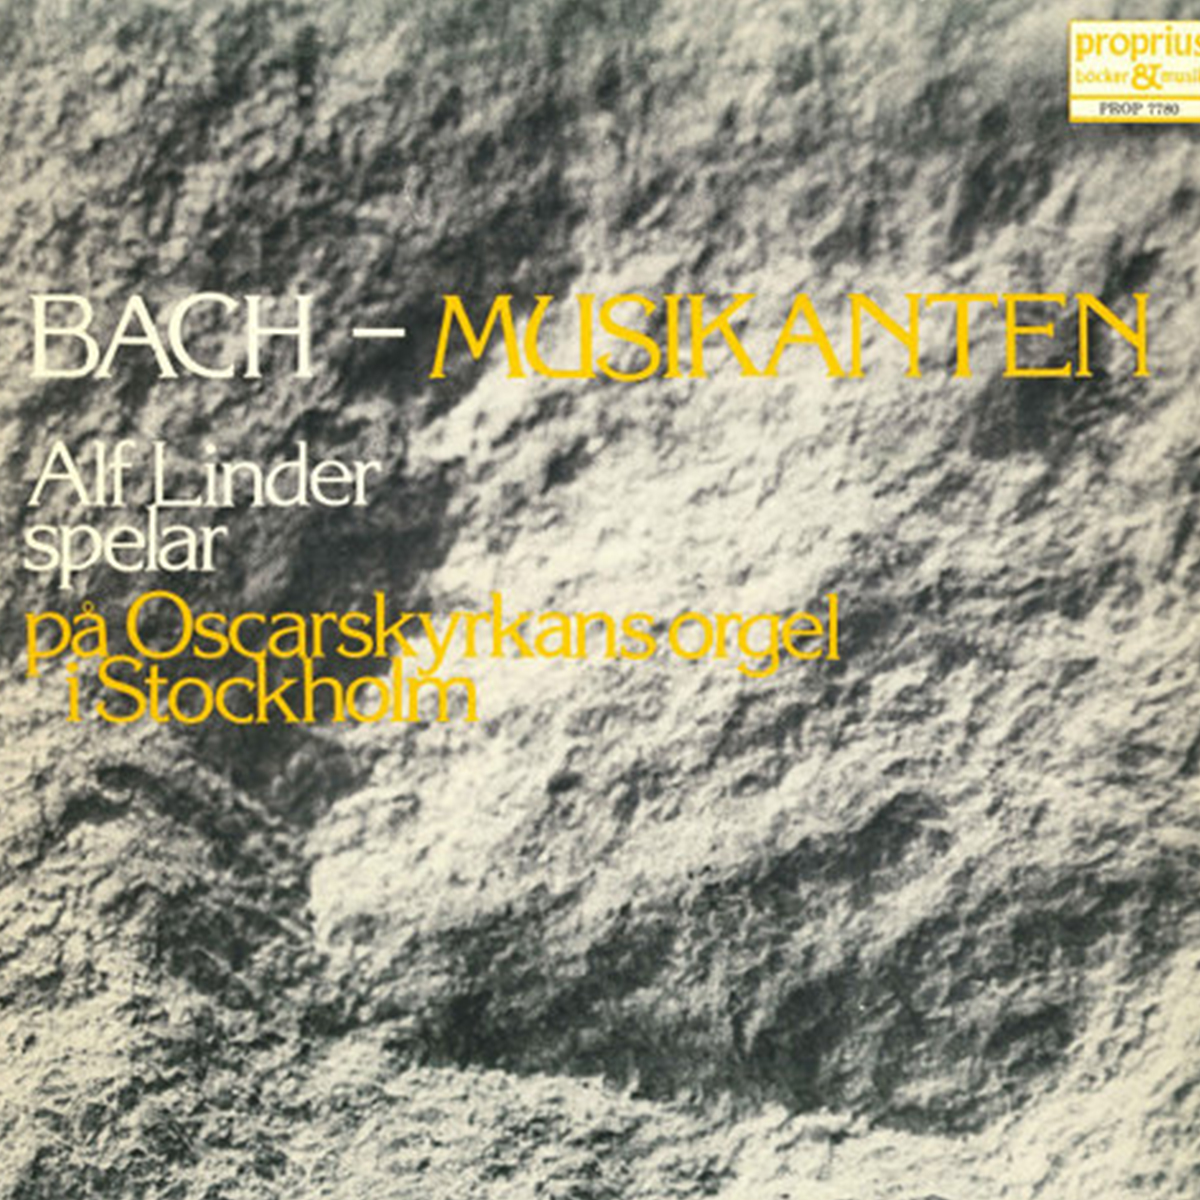 proprius
böcker & musik
PROP 7780
BACH – MUSIKANTEN
Alf Linder
spelar
på Oscarskyrkans orgel
i Stockholm